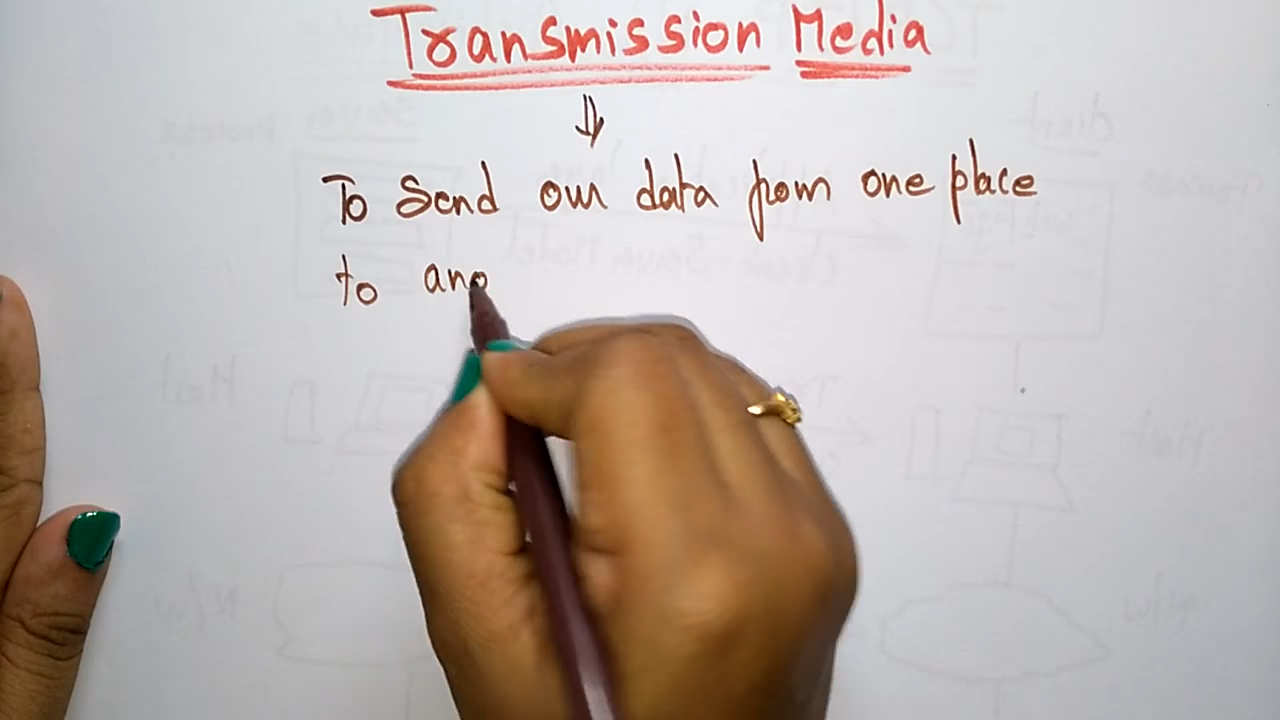 Transmission Media
To Send our data from one place
to ano